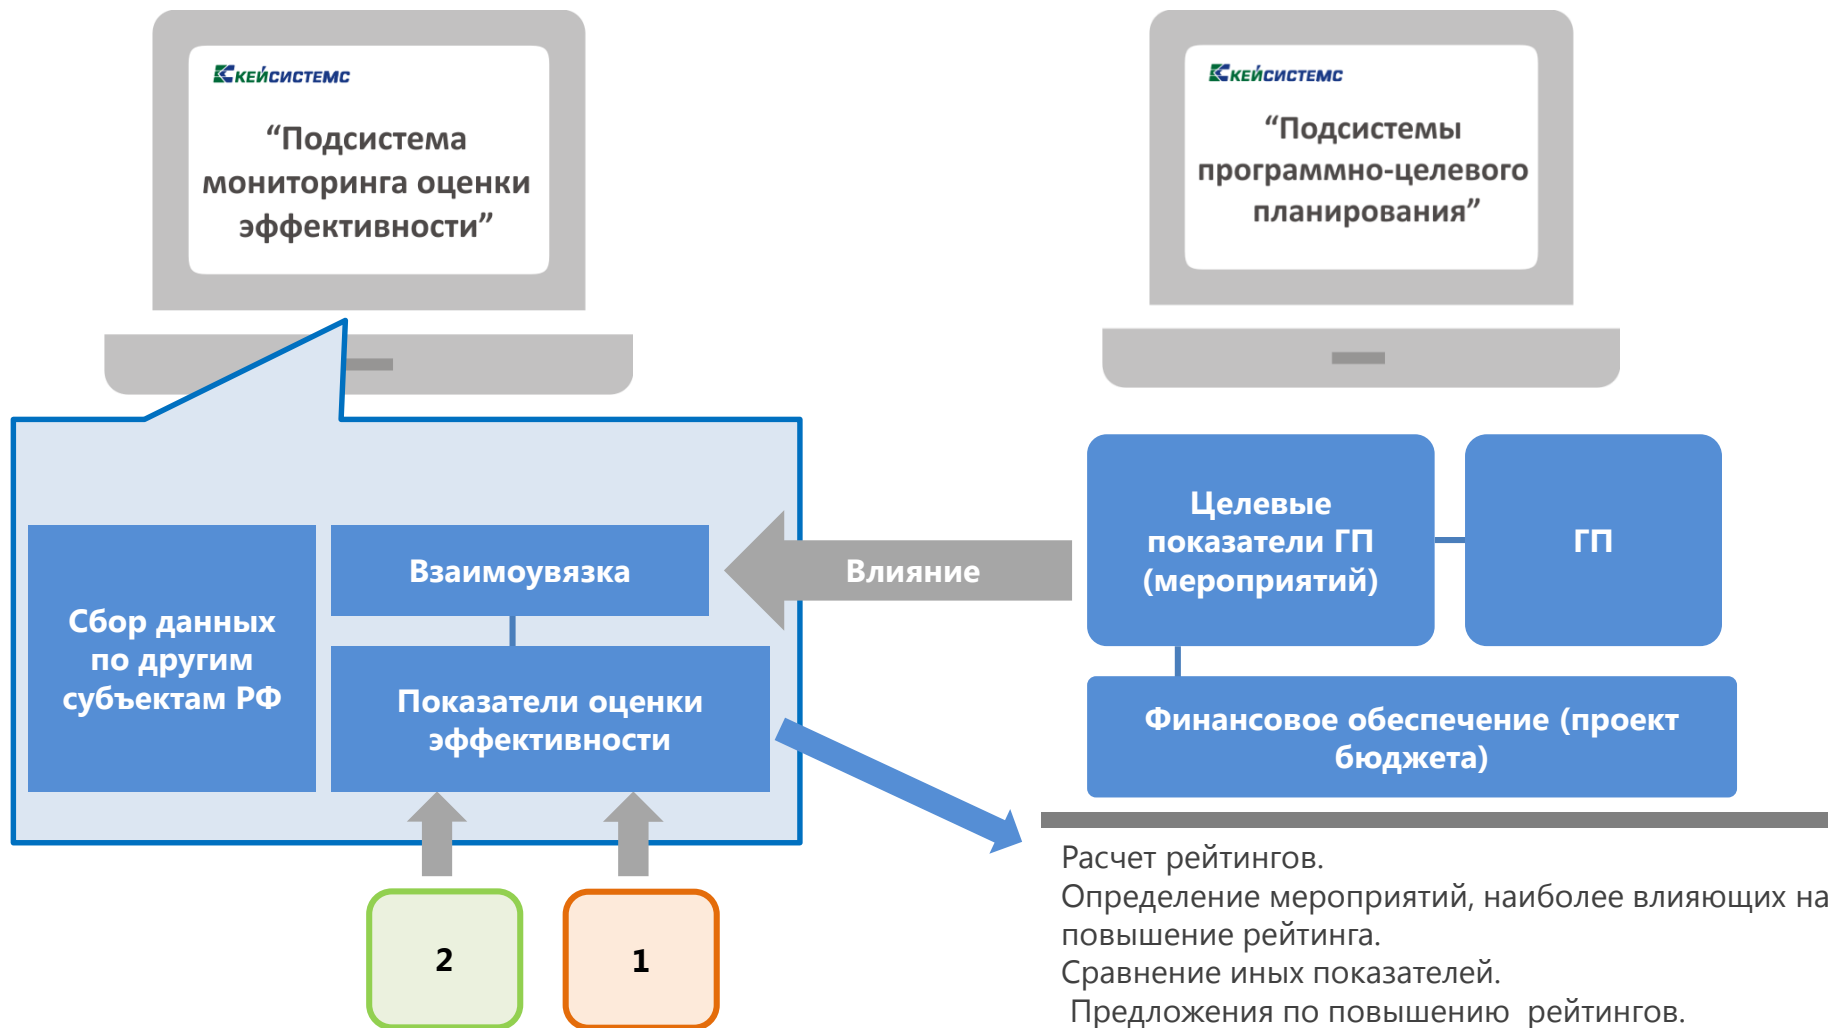 КЕЙСИСТЕМС
“Подсистема
мониторинга оценки
эффективности”
КЕЙСИСТЕМС
“Подсистемы
программно-целевого
планирования”
Сбор данных
по другим
субъектам РФ
Взаимоувязка
Показатели оценки
эффективности
Влияние
Целевые
показатели ГП
(мероприятий)
ГП
Финансовое обеспечение (проект
бюджета)
2
1
Расчет рейтингов.
Определение мероприятий, наиболее влияющих на
повышение рейтинга.
Сравнение иных показателей.
Предложения по повышению  рейтингов.